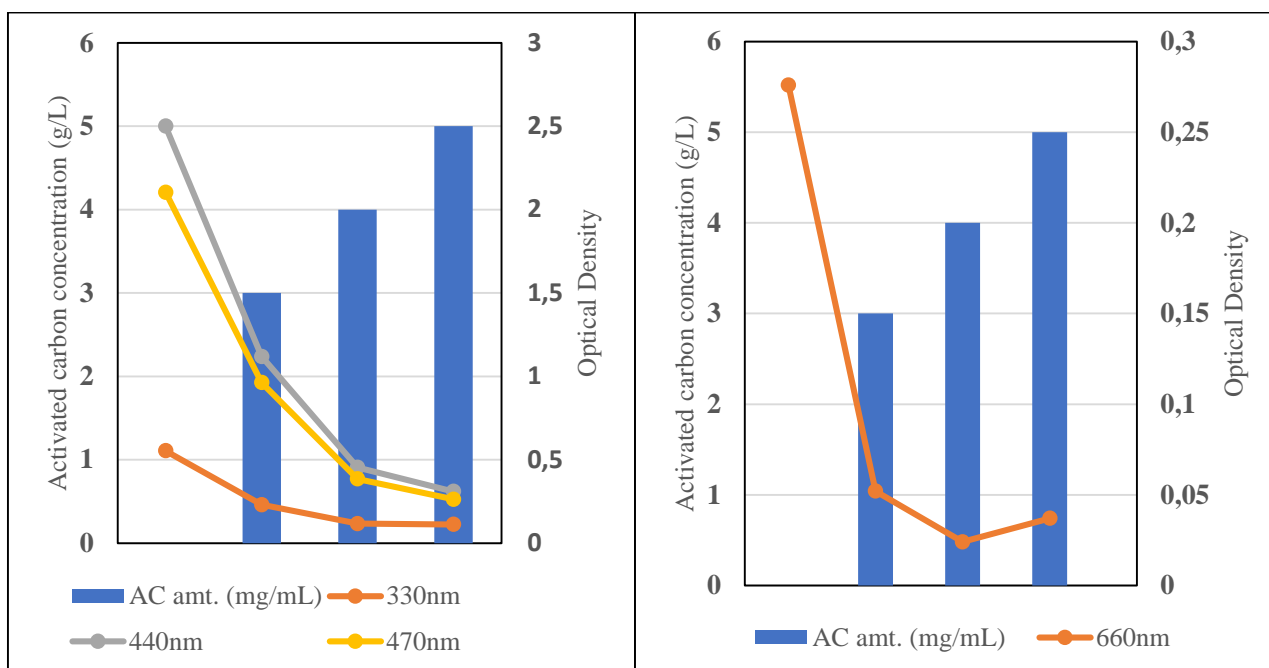 Activated carbon concentration (g/L)
6
5
4
3
2
1
0
3
2,5
2
1,5
1
0,5
0
Optical Density
AC amt. (mg/mL)
330nm
440nm
470nm
Activated carbon concentration (g/L)
6
5
4
3
2
1
0
0,3
0,25
0,2
0,15
0,1
0,05
0
Optical Density
AC amt. (mg/mL)
660nm